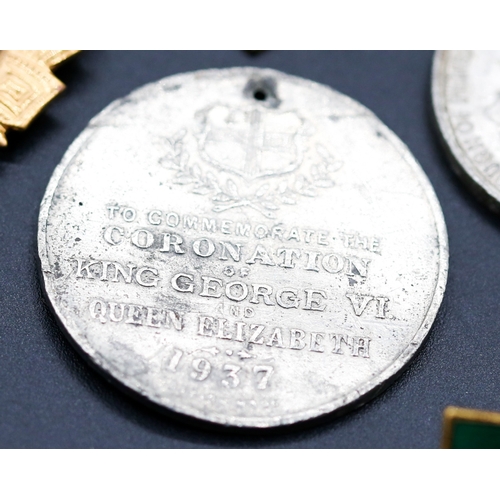 TO COMMEMORATE THE
CORONATION
OF
KING GEORGE VI.
AND
QUEEN ELIZABETH
1937